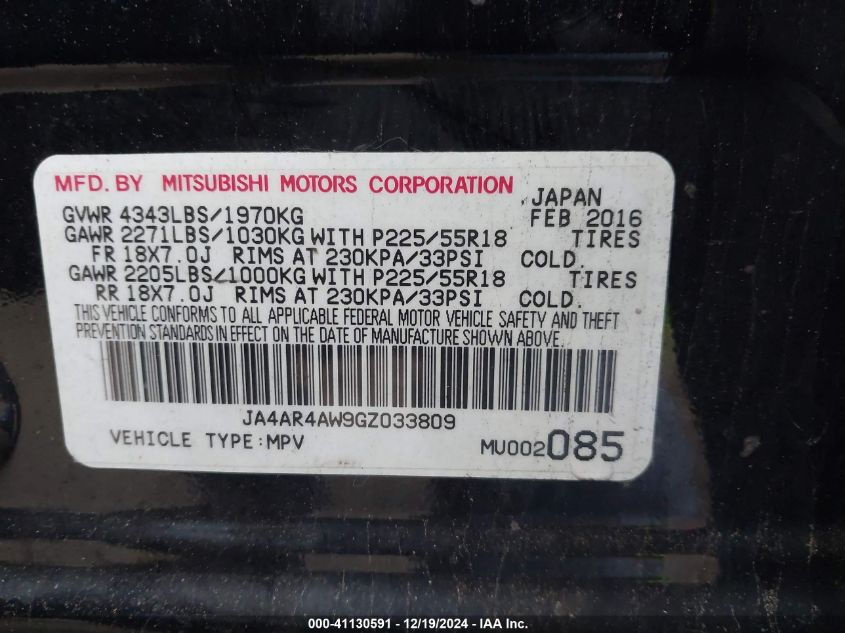 MFD. BY MITSUBISHI MOTORS CORPORATION JAPAN
GVWR 4343LBS/1970KG FEB 2016
GAWR 2271LBS/1030KG WITH P225/55R18 TIRES
FR 18X7.0J RIMS AT 230KPA/33PSI COLD.
GAWR 2205LBS/1000KG WITH P225/55R18 TIRES
RR 18X7.0J RIMS AT 230KPA/33PSI COLD.
THIS VEHICLE CONFORMS TO ALL APPLICABLE FEDERAL MOTOR VEHICLE SAFETY AND THEFT
PREVENTION STANDARDS IN EFFECT ON THE DATE OF MANUFACTURE SHOWN ABOVE.
JA4AR4AW9GZ033809
VEHICLE TYPE:MPV MU002085
000-41130591 - 12/19/2024 - IAA Inc.